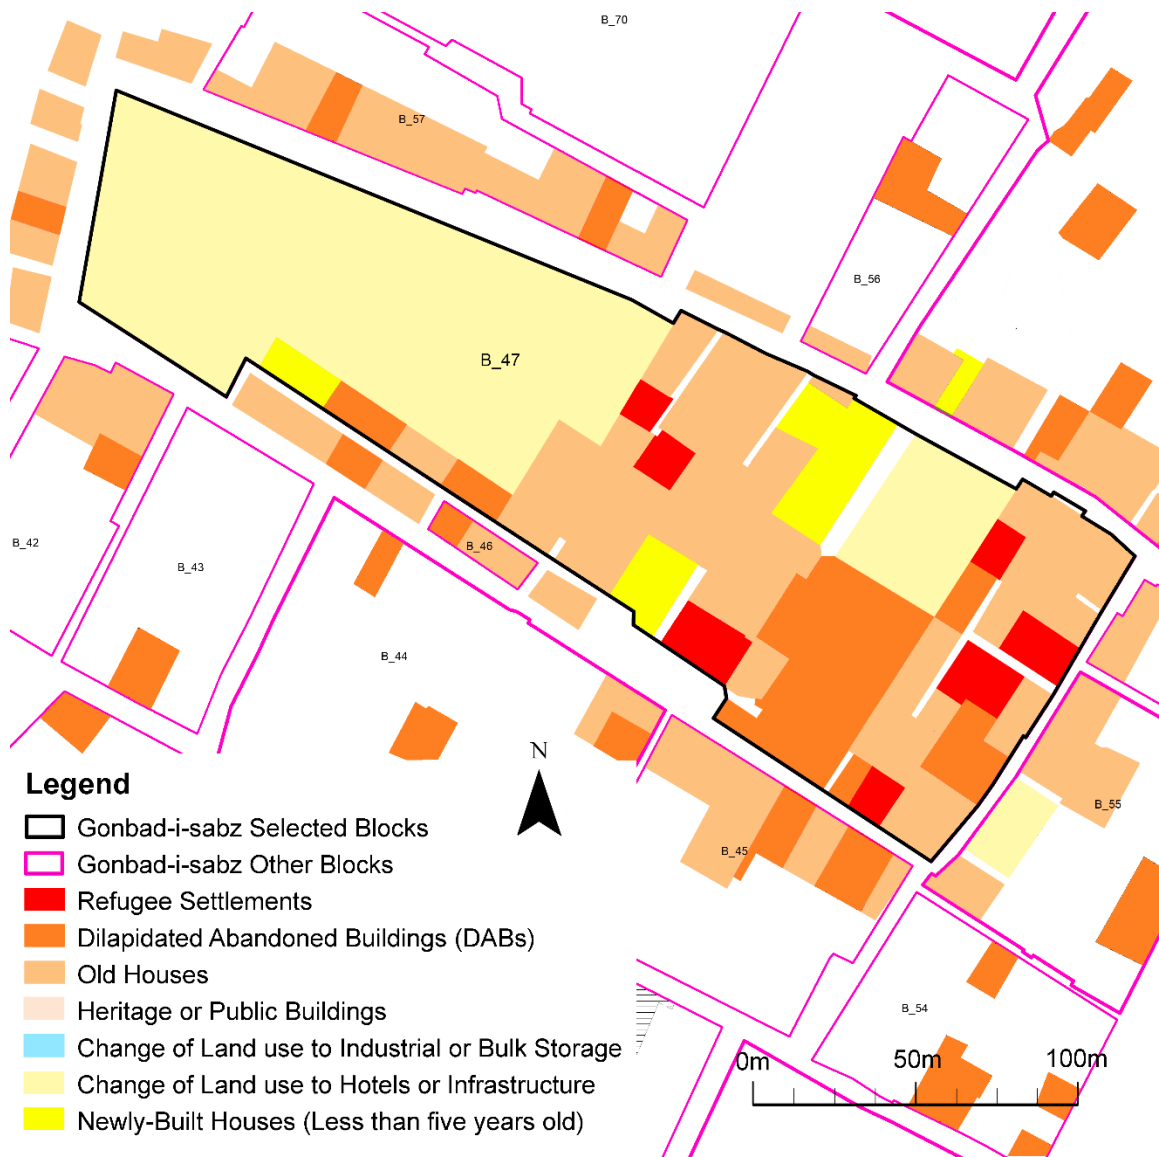 B_70
B_57
B_56
B_47
B_46
B_42
B_43
B_44
B_55
B_45
B_54
N
Legend
Gonbad-i-sabz Selected Blocks
Gonbad-i-sabz Other Blocks
Refugee Settlements
Dilapidated Abandoned Buildings (DABs)
Old Houses
Heritage or Public Buildings
Change of Land use to Industrial or Bulk Storage
Change of Land use to Hotels or Infrastructure
Newly-Built Houses (Less than five years old)
0m 50m 100m